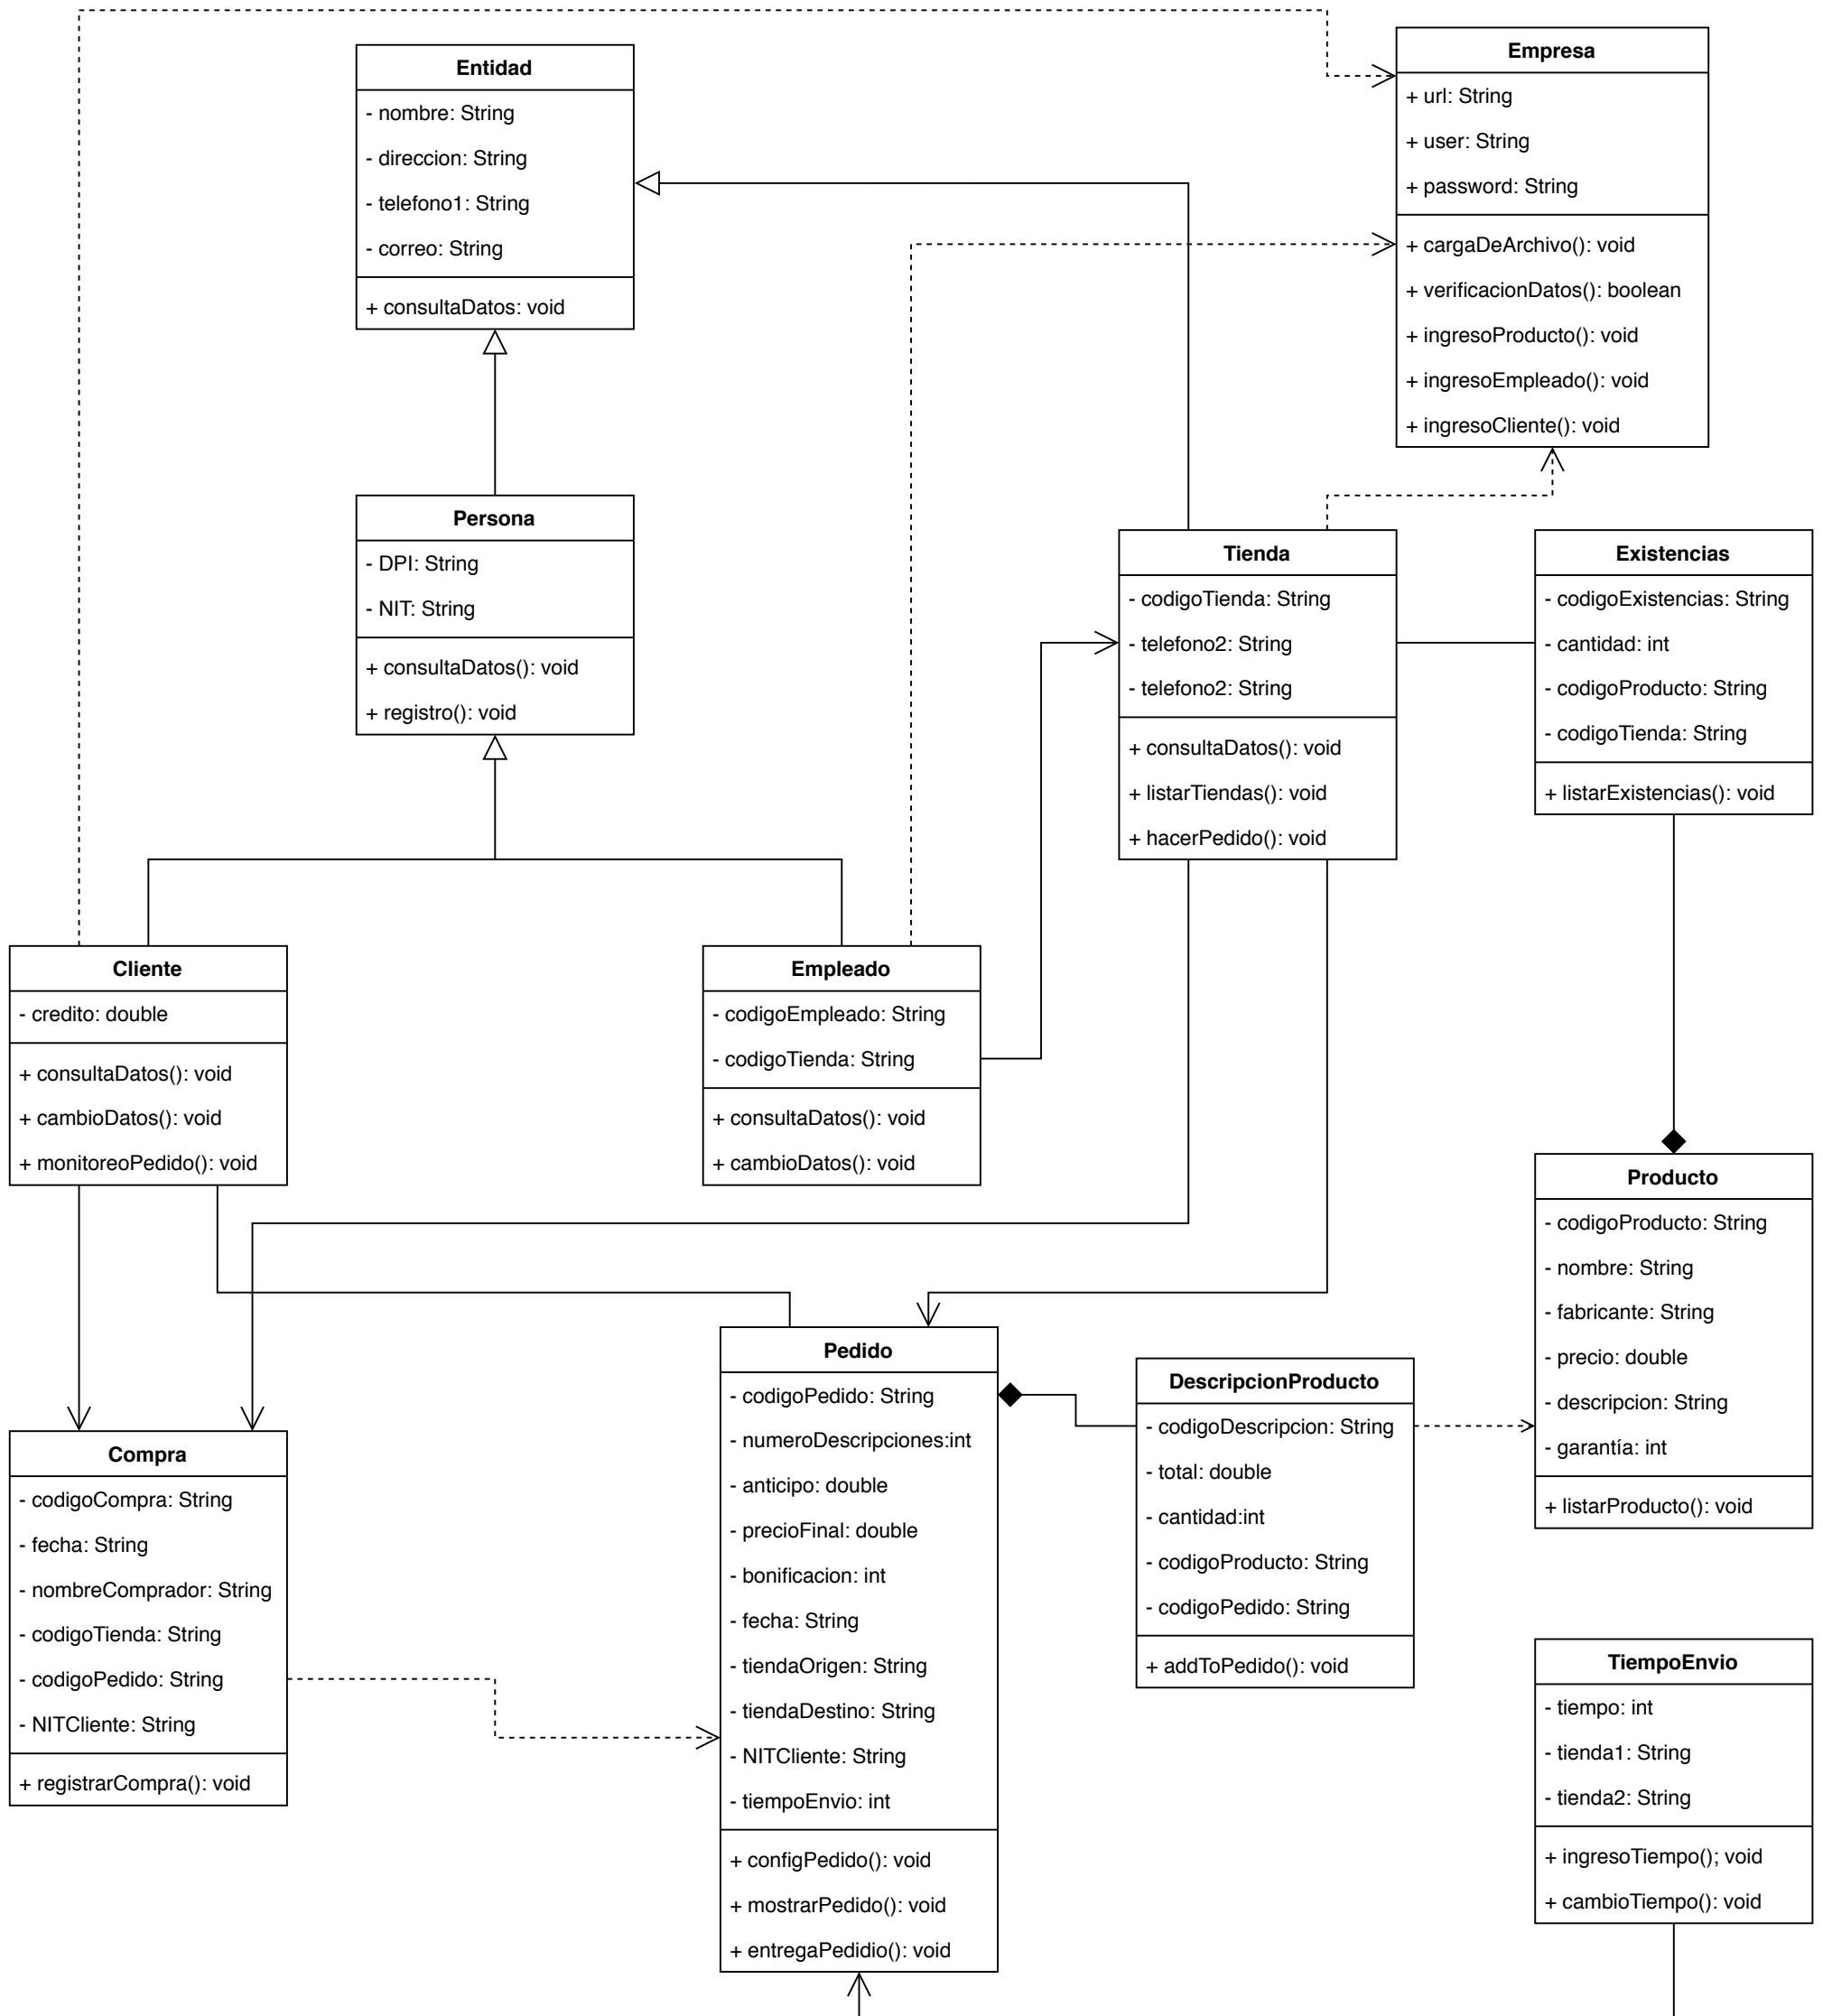 Entidad
- nombre: String
- direccion: String
- telefono1: String
- correo: String
+ consultaDatos: void
Empresa
+ url: String
+ user: String
+ password: String
+ cargaDeArchivo(): void
+ verificacionDatos(): boolean
+ ingresoProducto(): void
+ ingresoEmpleado(): void
+ ingresoCliente(): void
Persona
- DPI: String
- NIT: String
+ consultaDatos(): void
+ registro(): void
Tienda
- codigoTienda: String
- telefono2: String
- telefono2: String
+ consultaDatos(): void
+ listarTiendas(): void
+ hacerPedido(): void
Existencias
- codigoExistencias: String
- cantidad: int
- codigoProducto: String
- codigoTienda: String
+ listarExistencias(): void
Cliente
- credito: double
+ consultaDatos(): void
+ cambioDatos(): void
+ monitoreoPedido(): void
Empleado
- codigoEmpleado: String
- codigoTienda: String
+ consultaDatos(): void
+ cambioDatos(): void
Producto
- codigoProducto: String
- nombre: String
- fabricante: String
- precio: double
- descripcion: String
- garantía: int
+ listarProducto(): void
Pedido
- codigoPedido: String
- numeroDescripciones:int
- anticipo: double
- precioFinal: double
- bonificacion: int
- fecha: String
- tiendaOrigen: String
- tiendaDestino: String
- NITCliente: String
- tiempoEnvio: int
+ configPedido(): void
+ mostrarPedido(): void
+ entregaPedidio(): void
DescripcionProducto
- codigoDescripcion: String
- total: double
- cantidad:int
- codigoProducto: String
- codigoPedido: String
+ addToPedido(): void
Compra
- codigoCompra: String
- fecha: String
- nombreComprador: String
- codigoTienda: String
- codigoPedido: String
- NITCliente: String
+ registrarCompra(): void
TiempoEnvio
- tiempo: int
- tienda1: String
- tienda2: String
+ ingresoTiempo(); void
+ cambioTiempo(): void